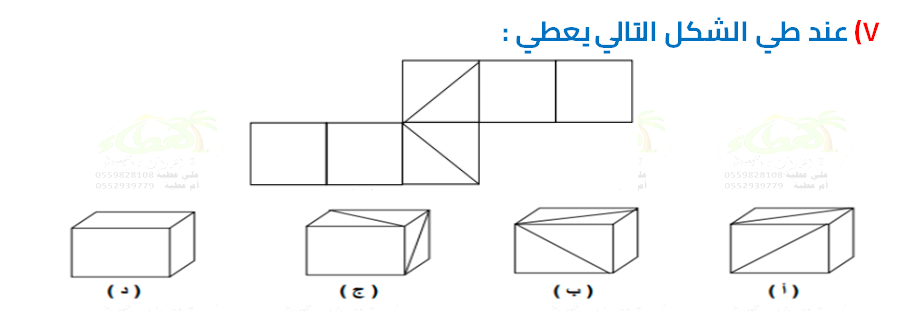 ٧) عند طي الشكل التالي يعطي :
علي عطية 0559828108
أم عطية 0552939779
علي عطية 0559828108
أم عطية 0552939779
( أ )
( ب )
( ج )
( د )